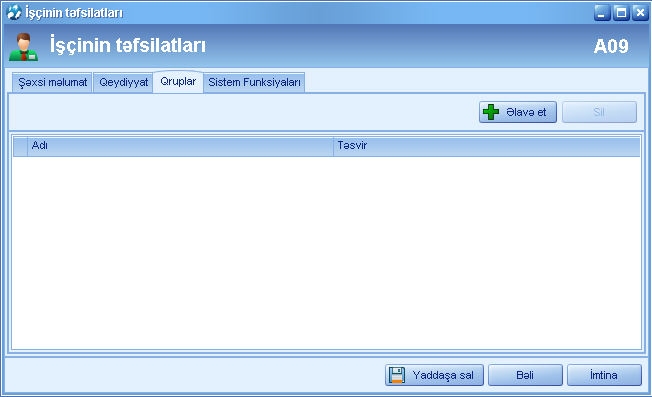 İşçinin təfsilatları
İşçinin təfsilatları
A09
Şəxsi məlumat Qeydiyyat Qruplar Sistem Funksiyaları
Əlavə et Sil
Adı Təsvir
Yaddaşa sal Bəli İmtina